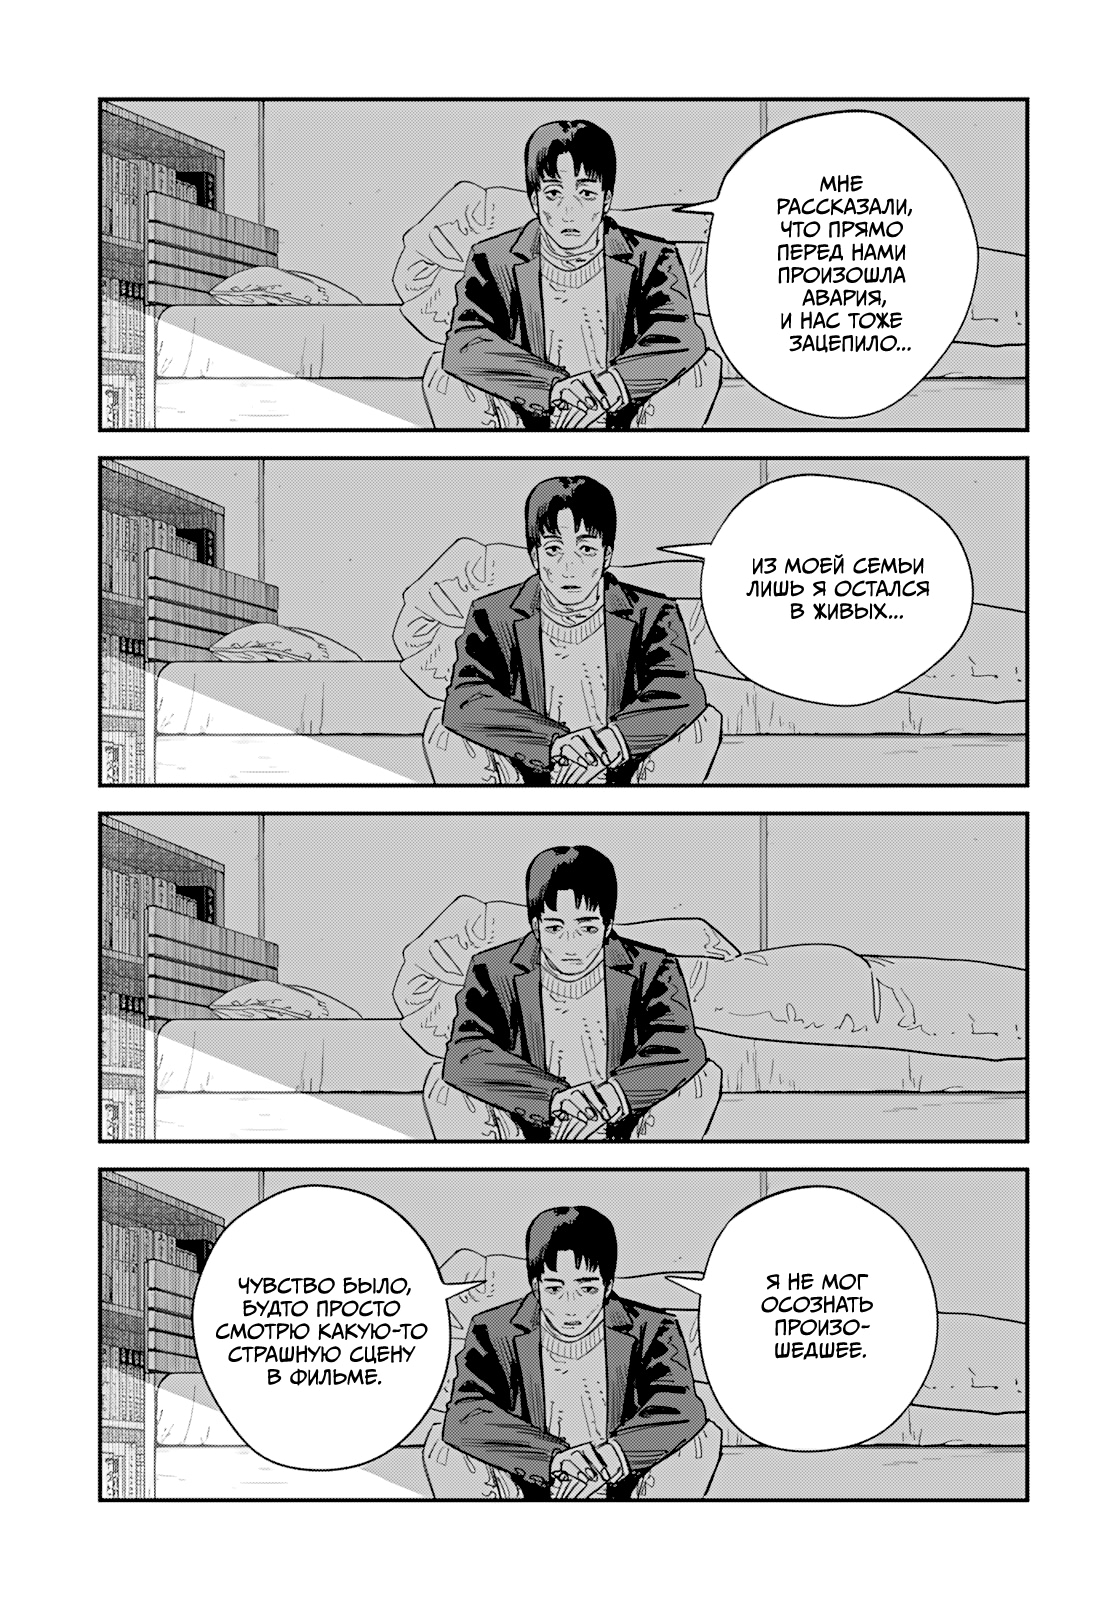 МНЕ
РАССКАЗАЛИ,
ЧТО ПРЯМО
ПЕРЕД НАМИ
ПРОИЗОШЛА
АВАРИЯ,
И НАС ТОЖЕ
ЗАЦЕПИЛО...
ИЗ МОЕЙ СЕМЬИ
ЛИШЬ Я ОСТАЛСЯ
В ЖИВЫХ...
Я НЕ МОГ
ОСОЗНАТЬ
ПРОИЗО-
ШЕДШЕЕ.
ЧУВСТВО БЫЛО,
БУДТО ПРОСТО
СМОТРЮ КАКУЮ-ТО
СТРАШНУЮ СЦЕНУ
В ФИЛЬМЕ.